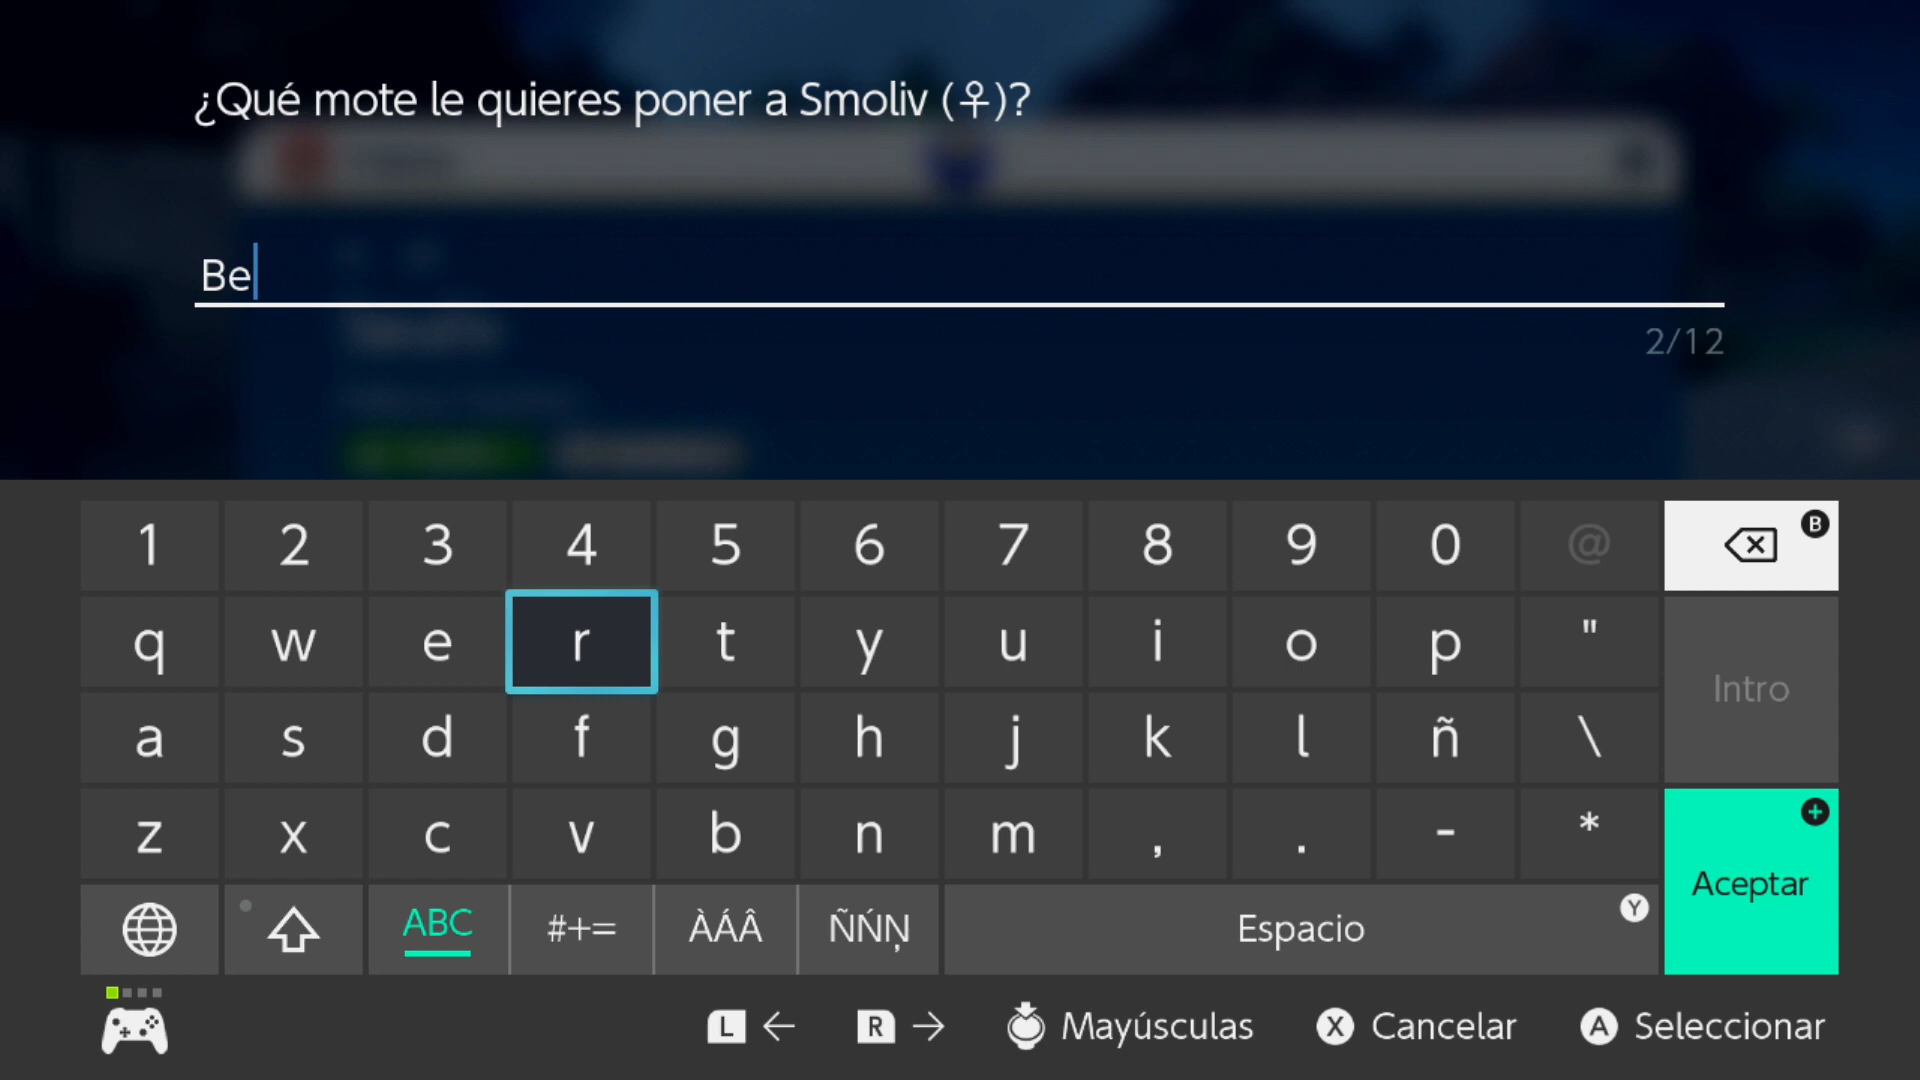 ¿Qué mote le quieres poner a Smoliv (♀)?
Be
2/12
1 2 3 4 5 6 7 8 9 0 @ B
q w e r t y u i o p " Intro
a s d f g h j k l ñ \
z x c v b n m , . - * + Aceptar
ABC #+= ÀÁÂ ÑŃŅ Espacio Y
L ← R → Mayúsculas X Cancelar A Seleccionar